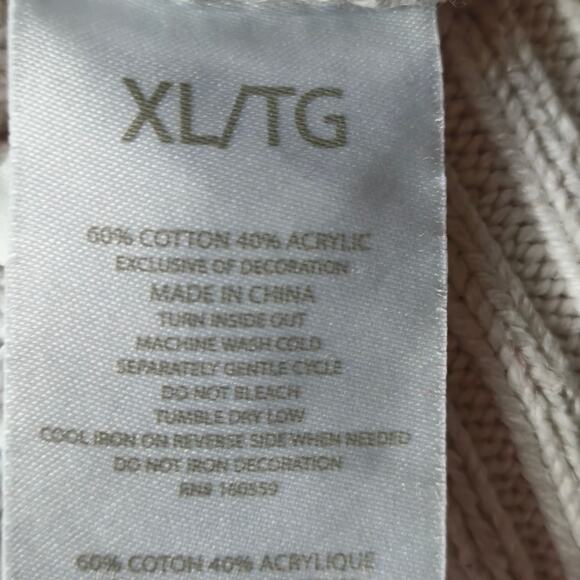 XL/TG
60% COTTON 40% ACRYLIC
EXCLUSIVE OF DECORATION
MADE IN CHINA
TURN INSIDE OUT
MACHINE WASH COLD
SEPARATELY GENTLE CYCLE
DO NOT BLEACH
TUMBLE DRY LOW
COOL IRON ON REVERSE SIDE WHEN NEEDED
DO NOT IRON DECORATION
RN# 160559
60% COTON 40% ACRYLIQUE